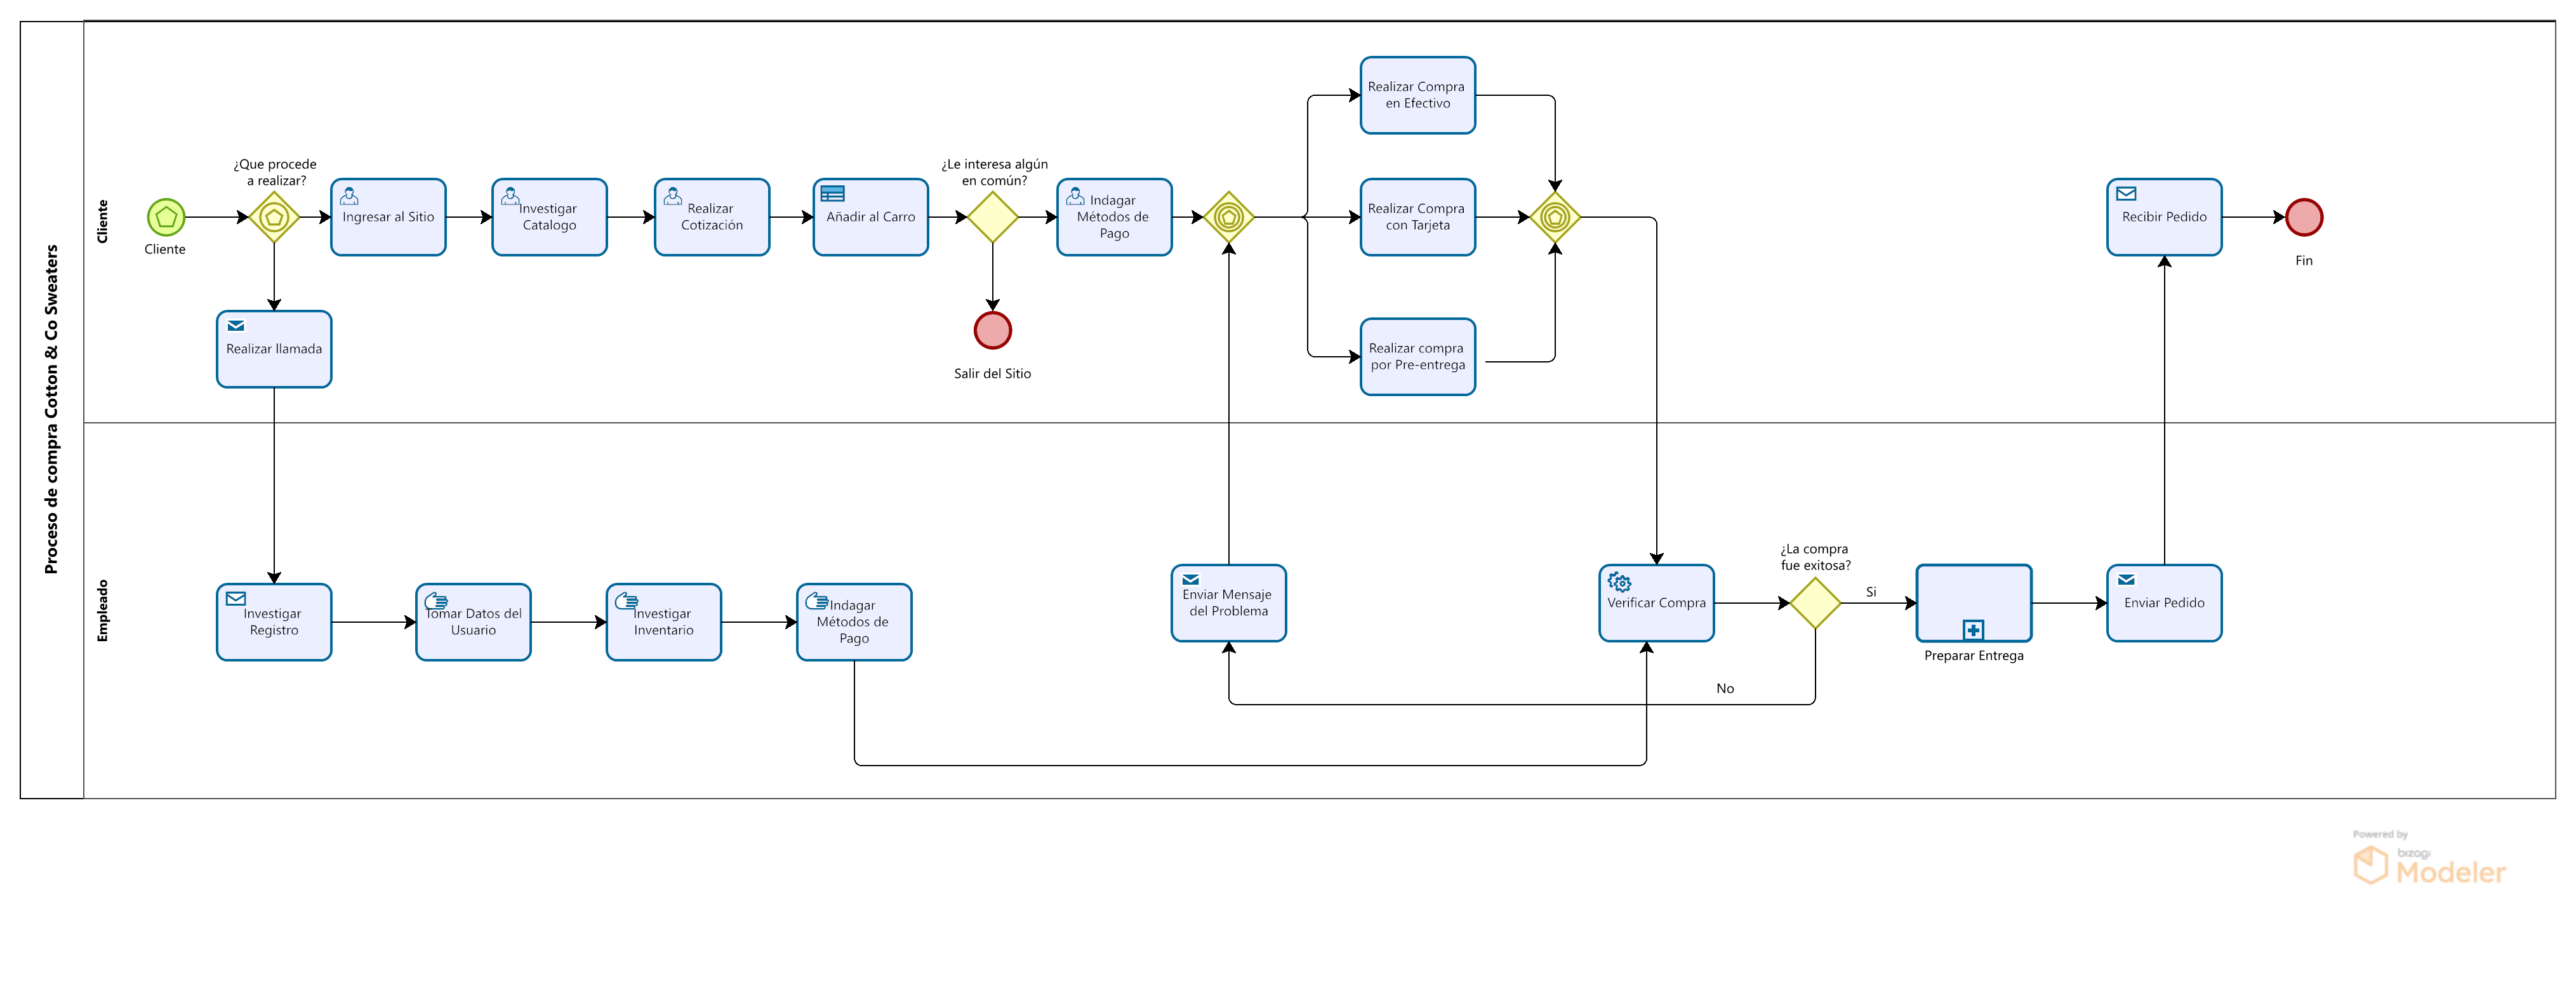 Proceso de compra Cotton & Co Sweaters
Cliente
Cliente
¿Que procede
a realizar?
Ingresar al Sitio
Investigar
Catalogo
Realizar
Cotización
Añadir al Carro
¿Le interesa algún
en común?
Indagar
Métodos de
Pago
Salir del Sitio
Realizar Compra
en Efectivo
Realizar Compra
con Tarjeta
Realizar compra
por Pre-entrega
Recibir Pedido
Fin
Realizar llamada
Empleado
Investigar
Registro
Tomar Datos del
Usuario
Investigar
Inventario
Indagar
Métodos de
Pago
Enviar Mensaje
del Problema
Verificar Compra
¿La compra
fue exitosa?
Si
No
Preparar Entrega
Enviar Pedido
Powered by
bizagi
Modeler